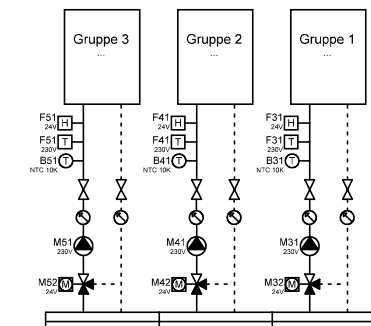 Gruppe 3
...
Gruppe 2
...
Gruppe 1
...
F51 H
24V
F41 H
24V
F31 H
24V
F51 T
230V
F41 T
230V
F31 T
230V
B51 T
NTC 10K
B41 T
NTC 10K
B31 T
NTC 10K
M51
230V
M41
230V
M31
230V
M52 M
24V
M42 M
24V
M32 M
24V